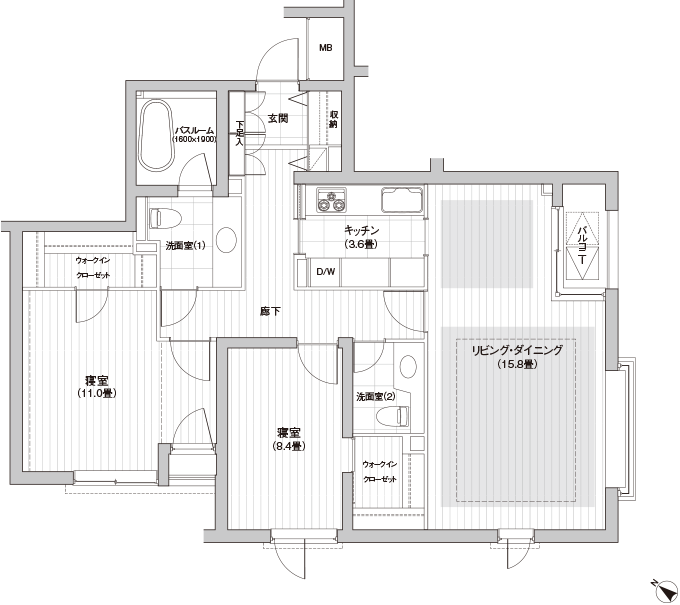 MB
玄関
収納
下足入
バスルーム
(1600×1900)
キッチン
(3.6畳)
バルコニー
洗面室(1)
ウォークイン
クローゼット
D/W
廊下
リビング・ダイニング
(15.8畳)
寝室
(11.0畳)
洗面室(2)
寝室
(8.4畳)
ウォークイン
クローゼット
N